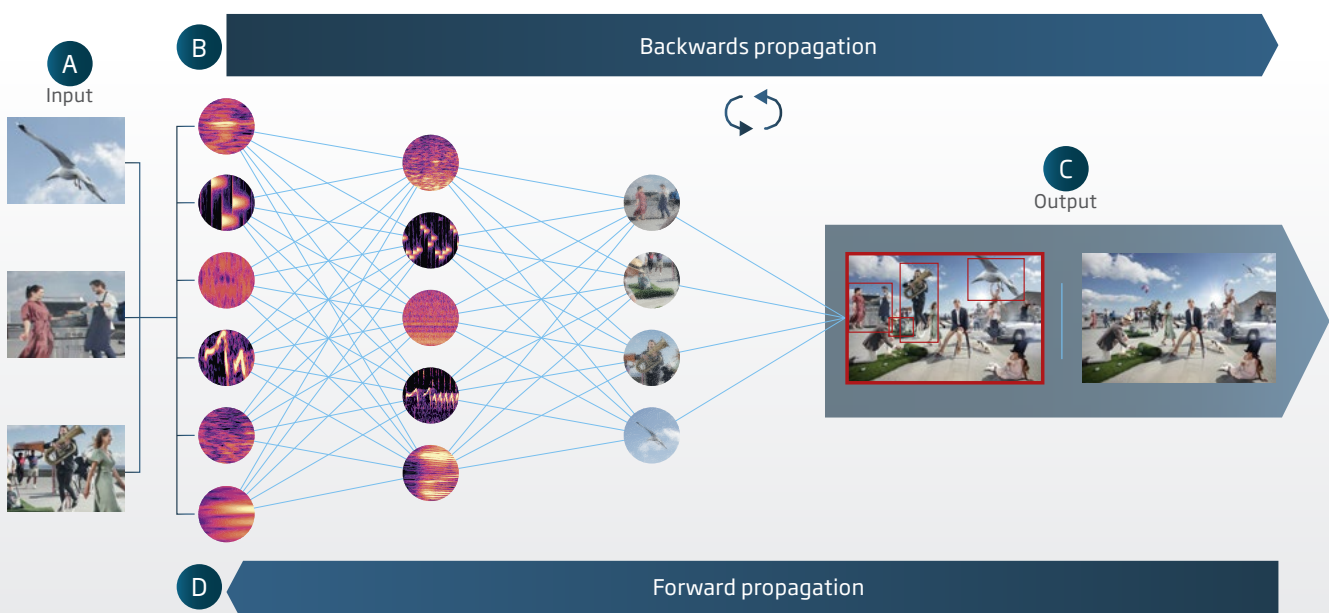 B
Backwards propagation
A
Input
C
Output
D
Forward propagation